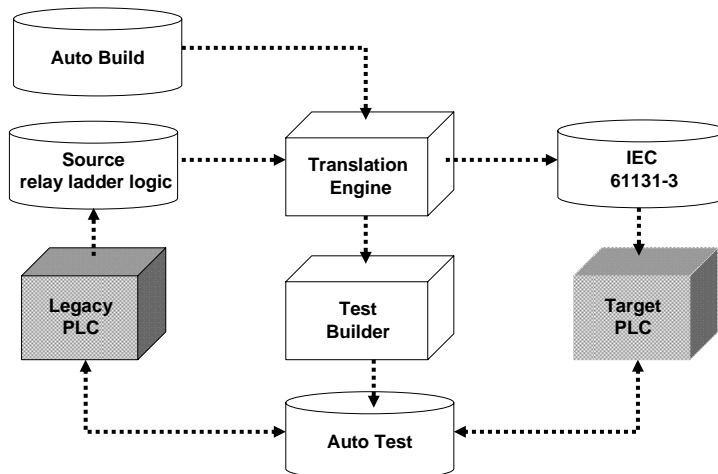 Auto Build
Source
relay ladder logic
Translation
Engine
IEC
61131-3
Legacy
PLC
Test
Builder
Target
PLC
Auto Test